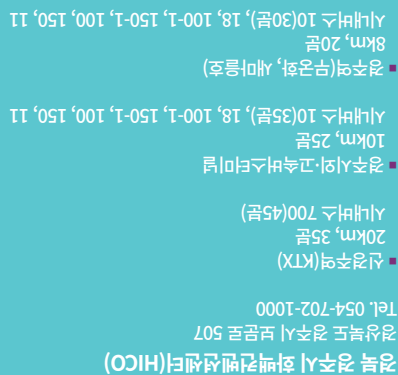 경북 경주시 화백컨벤션센터(HICO)
경상북도 경주시 보문로 507
Tel. 054-702-1000
▪ 신경주역(KTX)
20km, 35분
시내버스 700(45분)
▪ 경주시외·고속버스터미널
10km, 25분
시내버스 10(35분), 18, 100-1, 150-1, 100, 150, 11
▪ 경주역(무궁화, 새마을호)
8km, 20분
시내버스 10(30분), 18, 100-1, 150-1, 100, 150, 11